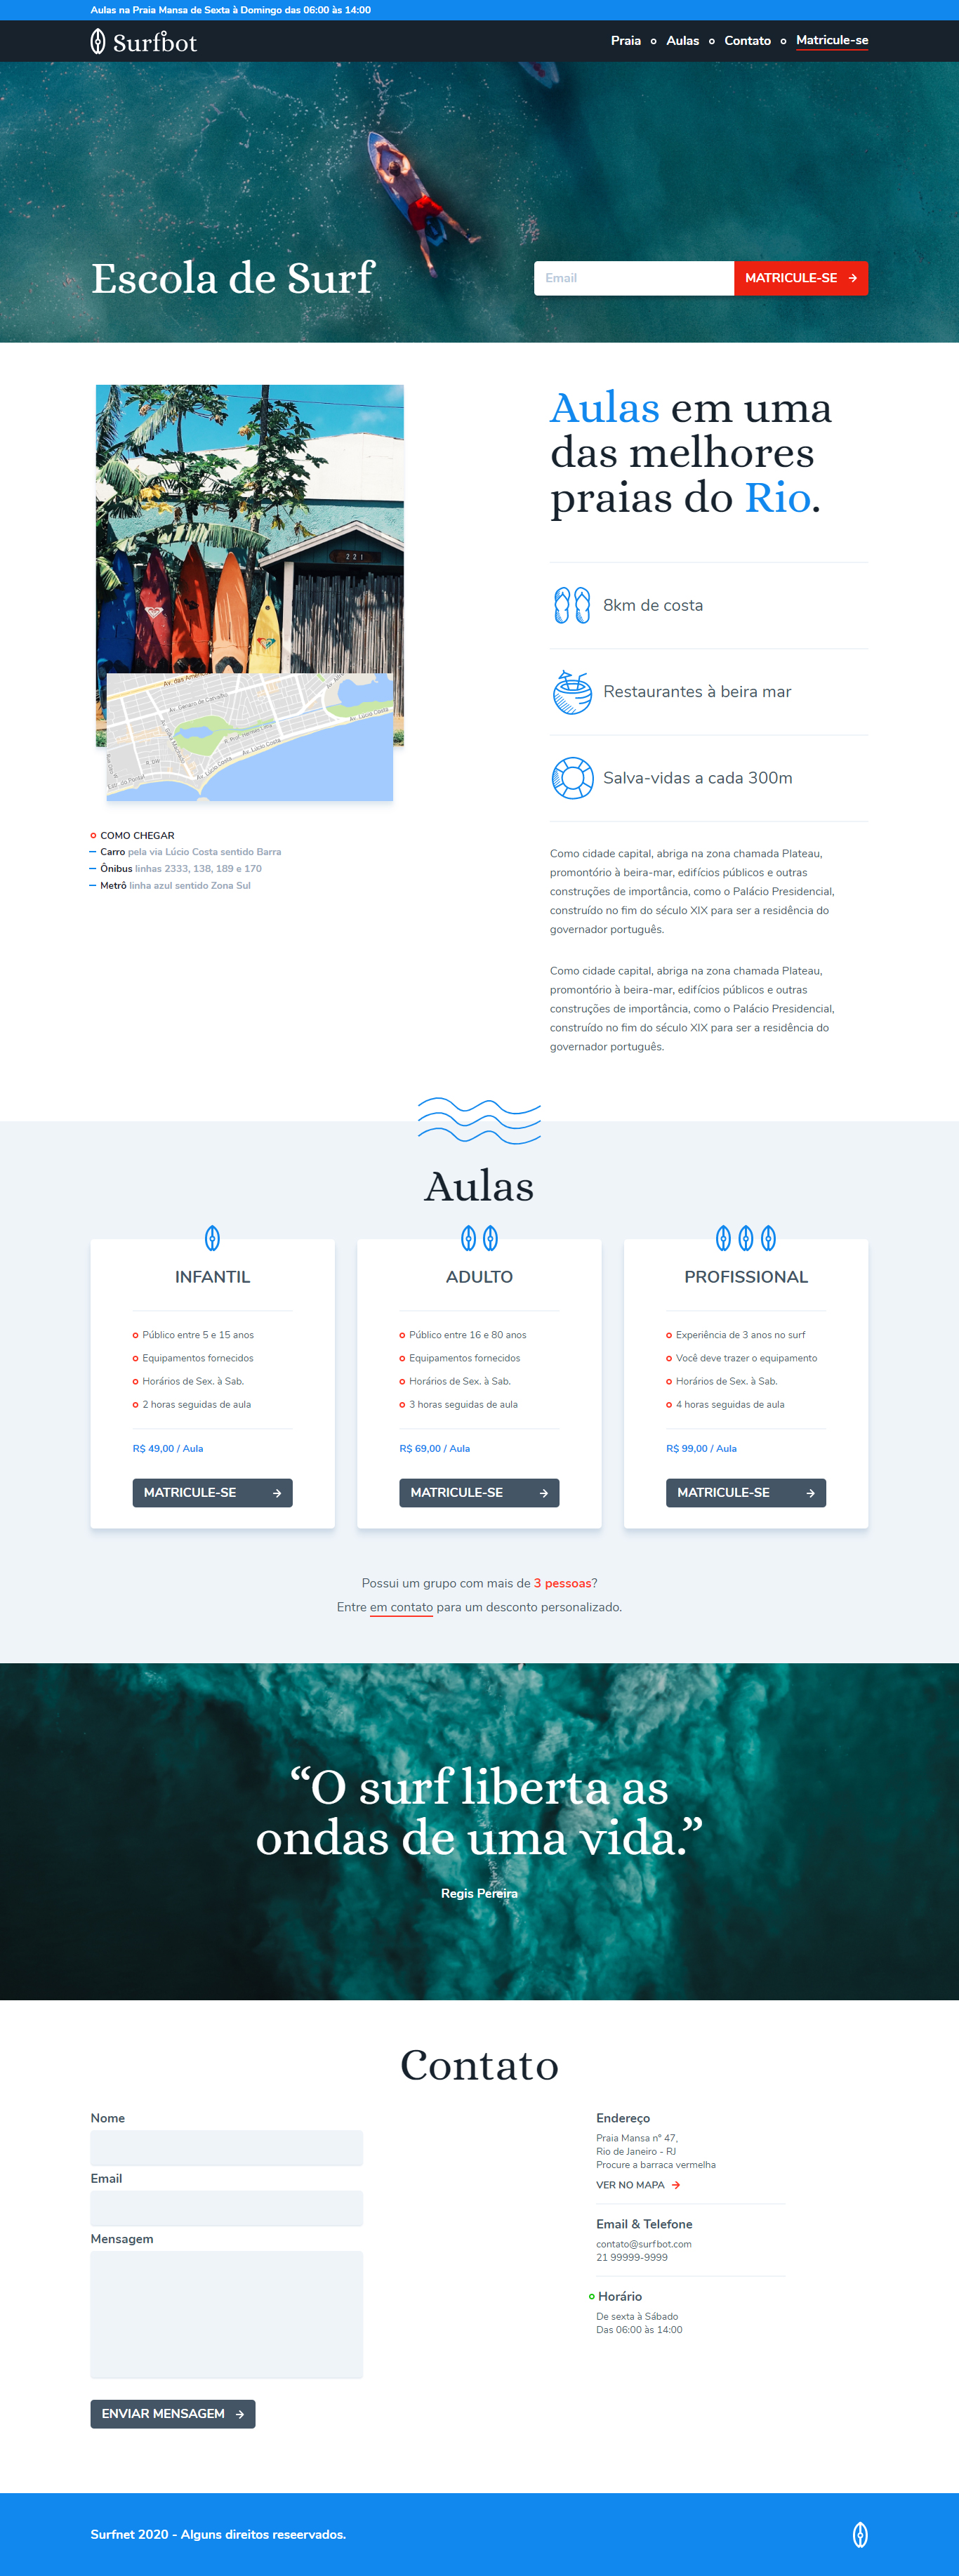 Aulas na Praia Mansa de Sexta à Domingo das 06:00 às 14:00
Surfbot
Praia
Aulas
Contato
Matricule-se
Escola de Surf
Email
MATRICULE-SE
Aulas em uma
das melhores
praias do Rio.
221
8km de costa
Restaurantes à beira mar
Salva-vidas a cada 300m
Av. Lúcio Costa
Av. Lúcio Costa
Av. Lúcio Costa
COMO CHEGAR
Carro pela via Lúcio Costa sentido Barra
Ônibus linhas 2333, 138, 189 e 170
Metrô linha azul sentido Zona Sul
Como cidade capital, abriga na zona chamada Plateau,
promontório à beira-mar, edifícios públicos e outras
construções de importância, como o Palácio Presidencial,
construído no fim do século XIX para ser a residência do
governador português.
Como cidade capital, abriga na zona chamada Plateau,
promontório à beira-mar, edifícios públicos e outras
construções de importância, como o Palácio Presidencial,
construído no fim do século XIX para ser a residência do
governador português.
Aulas
INFANTIL
Público entre 5 e 15 anos
Equipamentos fornecidos
Horários de Sex. à Sab.
2 horas seguidas de aula
R$ 49,00 / Aula
MATRICULE-SE
ADULTO
Público entre 16 e 80 anos
Equipamentos fornecidos
Horários de Sex. à Sab.
3 horas seguidas de aula
R$ 69,00 / Aula
MATRICULE-SE
PROFISSIONAL
Experiência de 3 anos no surf
Você deve trazer o equipamento
Horários de Sex. à Sab.
4 horas seguidas de aula
R$ 99,00 / Aula
MATRICULE-SE
Possui um grupo com mais de 3 pessoas?
Entre em contato para um desconto personalizado.
“O surf liberta as
ondas de uma vida.”
Regis Pereira
Contato
Nome
Email
Mensagem
ENVIAR MENSAGEM
Endereço
Praia Mansa nº 47,
Rio de Janeiro - RJ
Procure a barraca vermelha
VER NO MAPA
Email & Telefone
contato@surfbot.com
21 99999-9999
Horário
De sexta à Sábado
Das 06:00 às 14:00
Surfnet 2020 - Alguns direitos reseervados.